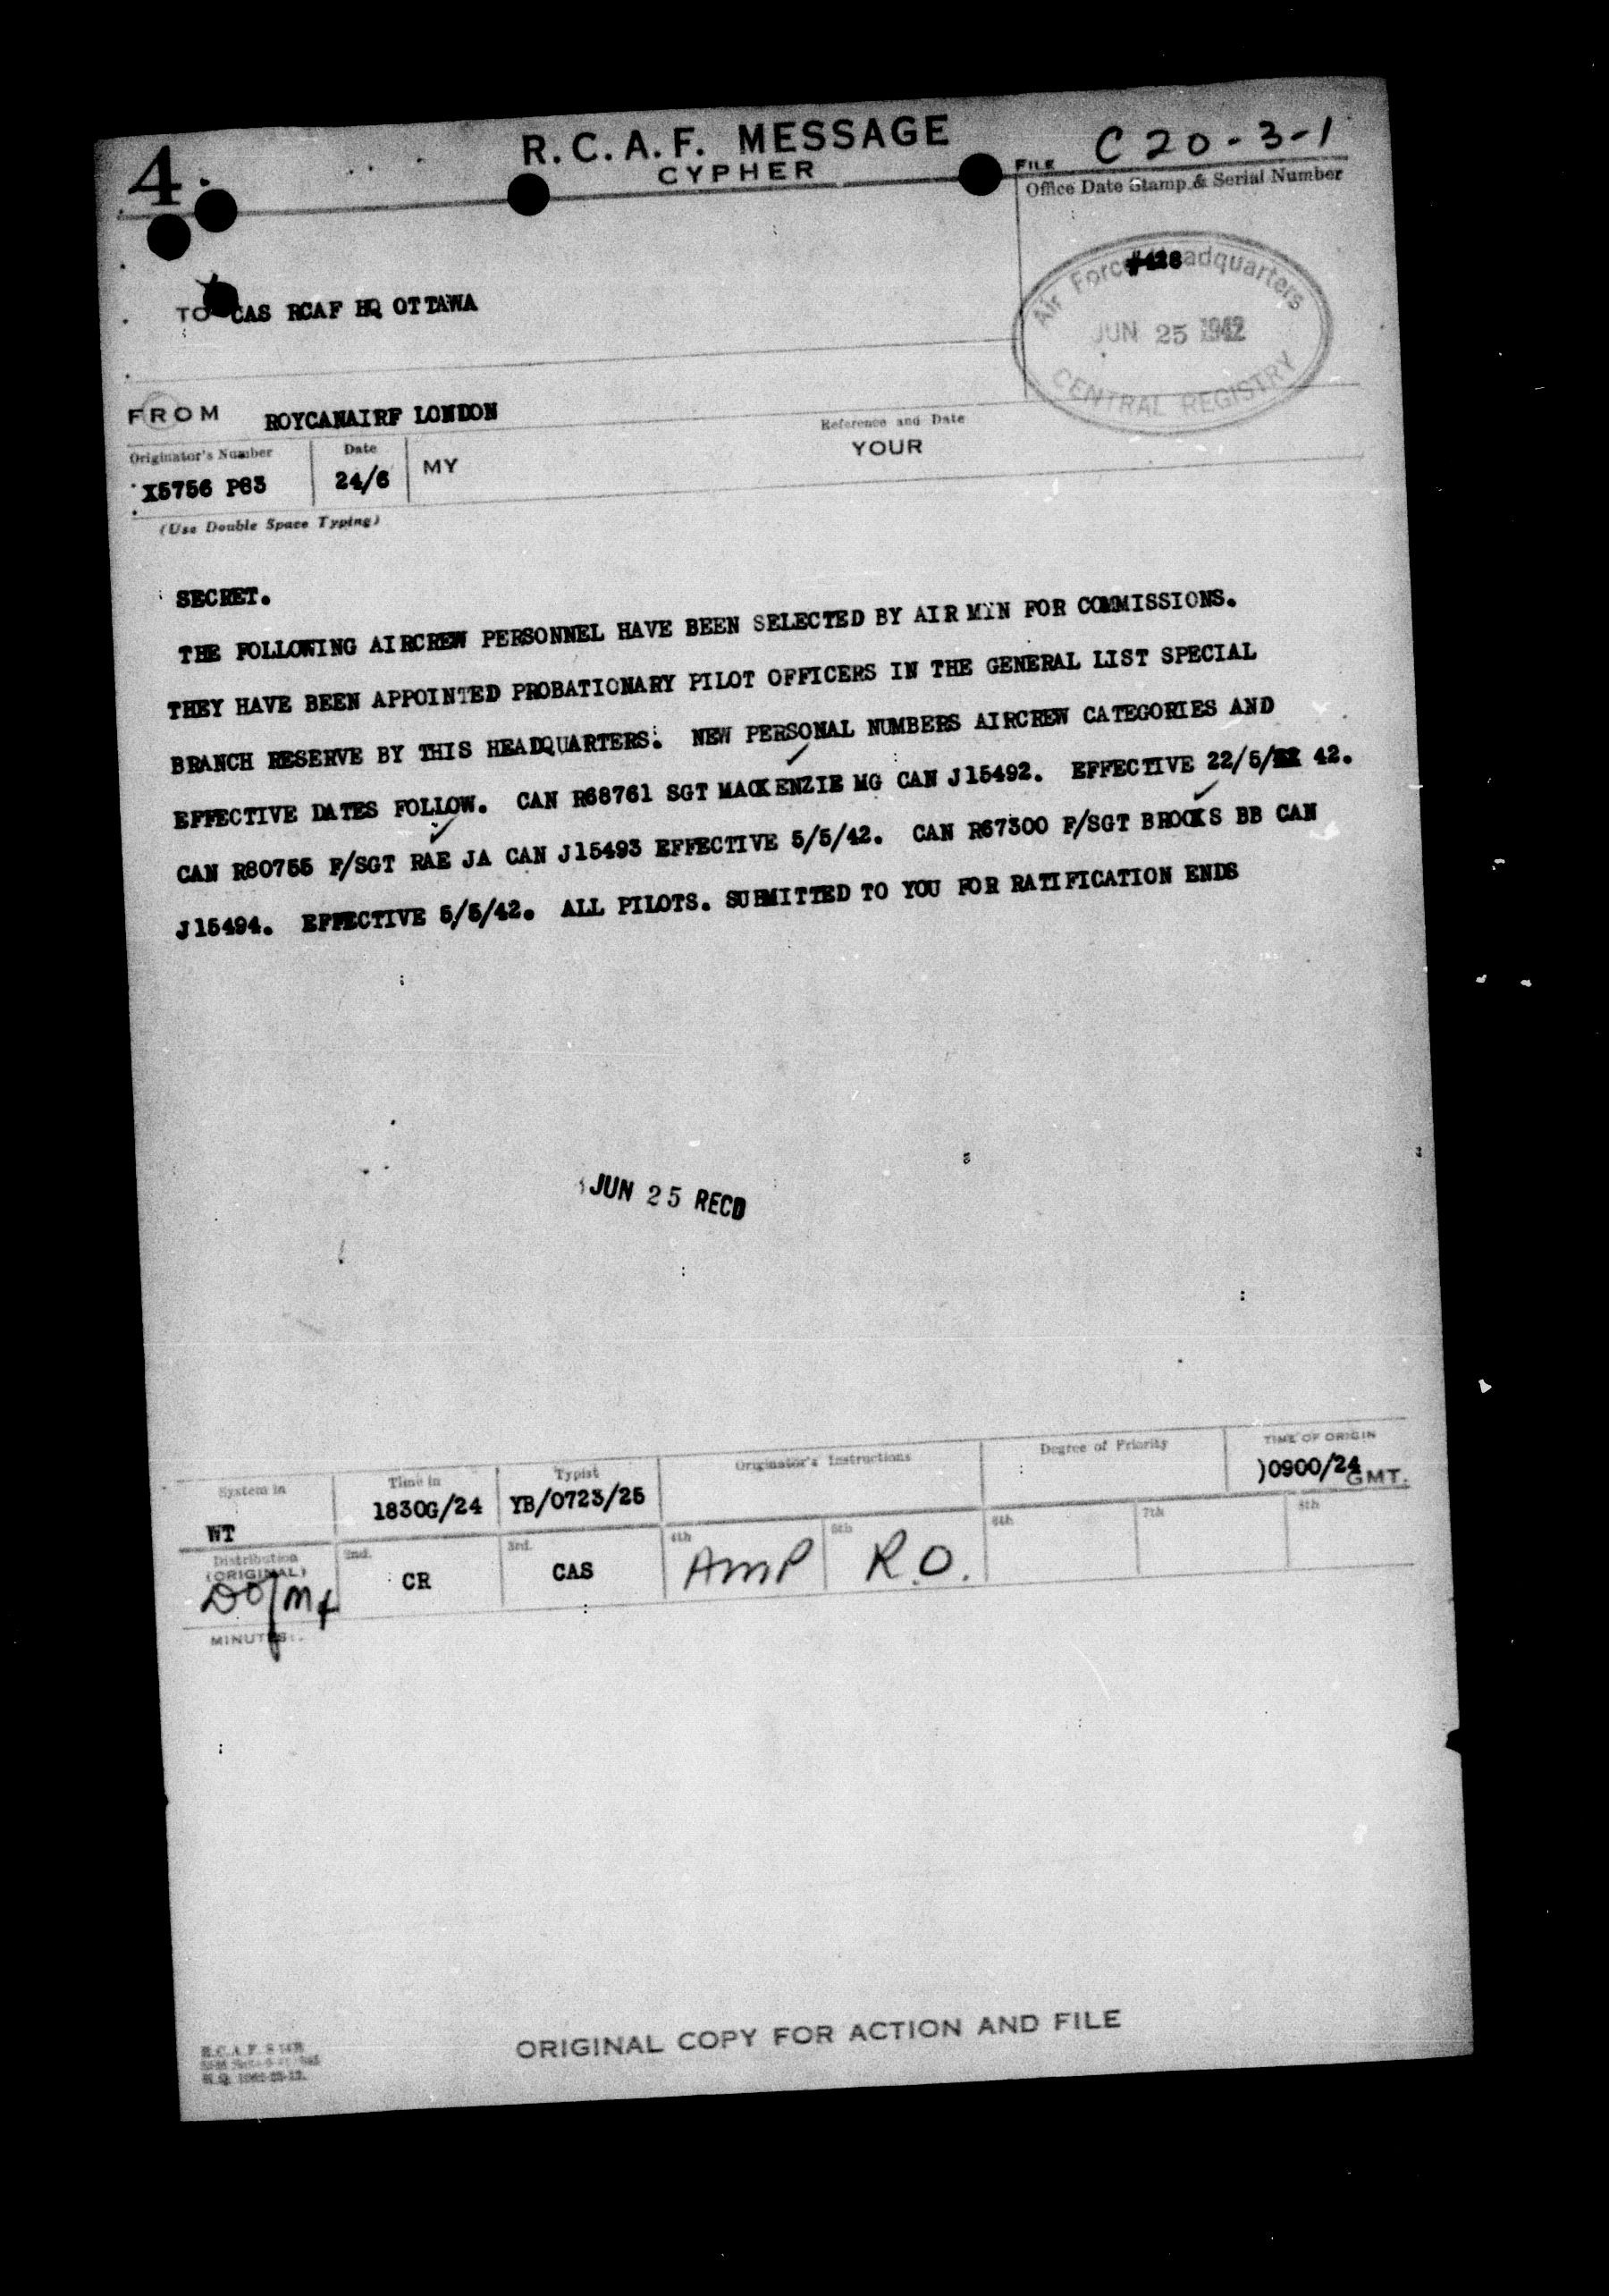 4.
R.C.A.F. MESSAGE
CYPHER
FILE C 20-3-1
Office Date Stamp & Serial Number
#428
Air Force Headquarters
JUN 25 1942
CENTRAL REGISTRY
TO CAS RCAF HQ OTTAWA
FROM ROYCANAIRF LONDON
Originator's Number
Date
MY
Reference and Date
YOUR
X5756 P83
24/6
(Use Double Space Typing)
SECRET.
THE FOLLOWING AIRCREW PERSONNEL HAVE BEEN SELECTED BY AIR MYN FOR COMMISSIONS.
THEY HAVE BEEN APPOINTED PROBATIONARY PILOT OFFICERS IN THE GENERAL LIST SPECIAL
BRANCH RESERVE BY THIS HEADQUARTERS. NEW PERSONAL NUMBERS AIRCREW CATEGORIES AND
EFFECTIVE DATES FOLLOW. CAN R68761 SGT MACKENZIE MG CAN J15492. EFFECTIVE 22/5/ 42.
CAN R80755 F/SGT RAE JA CAN J15493 EFFECTIVE 5/5/42. CAN R67300 F/SGT BROOKS BB CAN
J15494. EFFECTIVE 5/5/42. ALL PILOTS. SUBMITTED TO YOU FOR RATIFICATION ENDS
JUN 25 RECD
System in
Time in
Typist
Originator's Instructions
Degree of Priority
TIME OF ORIGIN
WT
1830G/24
YB/0723/25
)0900/24 GMT.
Distribution
(ORIGINAL)
2nd. CR
3rd. CAS
4th AMP
5th R.O.
6th
7th
8th
MINUTES:
ORIGINAL COPY FOR ACTION AND FILE